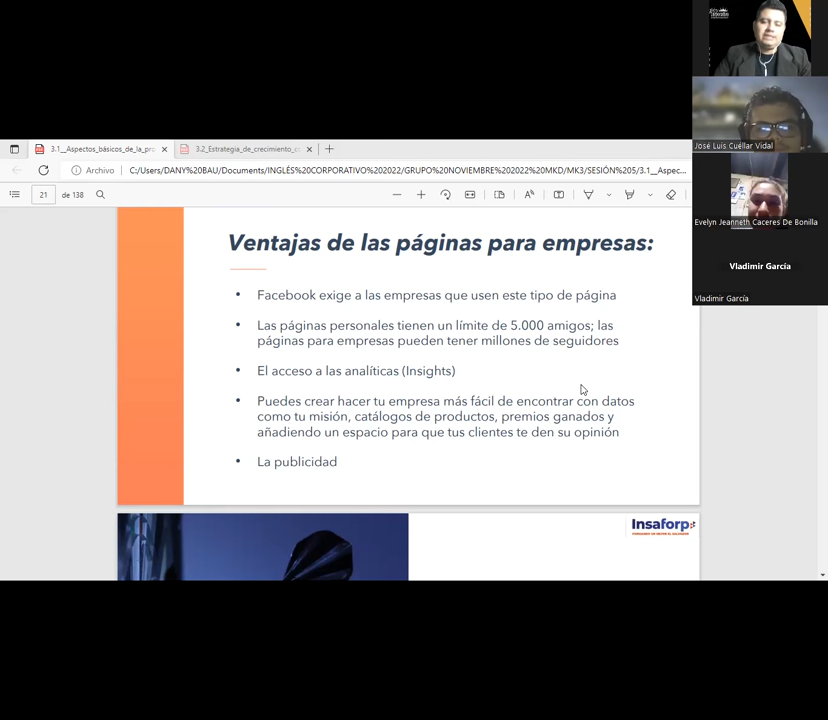 3.1__Aspectos_básicos_de_la_pr
3.2_Estrategia_de_crecimiento_
Archivo
C:/Users/DANY%20BAU/Documents/INGLÉS%20CORPORATIVO%202022/GRUPO%20NOVIEMBRE%202022%20MKD/MK3/SESIÓN%205/3.1__Aspec...
21
de 138
Ventajas de las páginas para empresas:
• Facebook exige a las empresas que usen este tipo de página
• Las páginas personales tienen un límite de 5.000 amigos; las
páginas para empresas pueden tener millones de seguidores
• El acceso a las analíticas (Insights)
• Puedes crear hacer tu empresa más fácil de encontrar con datos
como tu misión, catálogos de productos, premios ganados y
añadiendo un espacio para que tus clientes te den su opinión
• La publicidad
Insaforp
José Luis Cuéllar Vidal
Evelyn Jeanneth Caceres De Bonilla
Vladimir García
Vladimir García